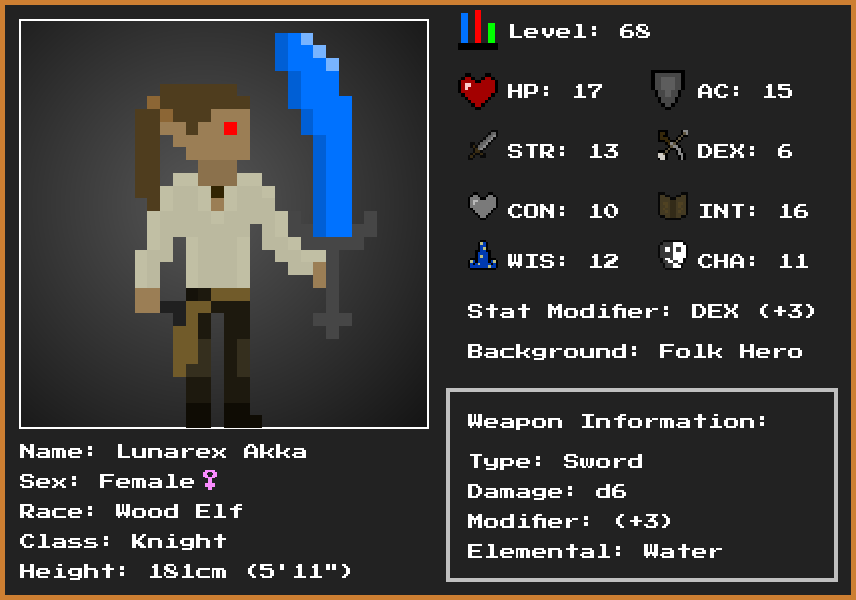 Level: 68
HP: 17
AC: 15
STR: 13
DEX: 6
CON: 10
INT: 16
WIS: 12
CHA: 11
Stat Modifier: DEX (+3)
Background: Folk Hero
Name: Lunarex Akka
Sex: Female♀
Race: Wood Elf
Class: Knight
Height: 181cm (5'11")
Weapon Information:
Type: Sword
Damage: d6
Modifier: (+3)
Elemental: Water